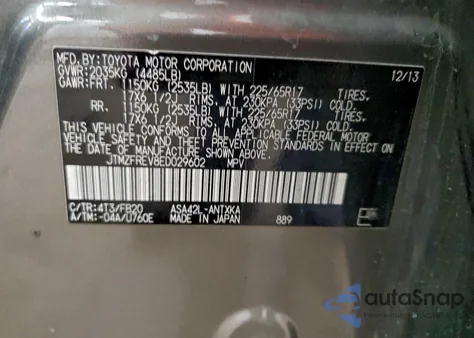 MFD.BY:TOYOTA MOTOR CORPORATION 12/13
GVWR: 2035KG (4485LB)
GAWR:FRT. 1150KG (2535LB) WITH 225/65R17 TIRES,
17X6 1/2J RIMS, AT 230KPA (33PSI) COLD.
RR. 1150KG (2535LB) WITH 225/65R17 TIRES,
17X6 1/2J RIMS, AT 230KPA (33PSI) COLD.
THIS VEHICLE CONFORMS TO ALL APPLICABLE FEDERAL MOTOR
VEHICLE SAFETY AND THEFT PREVENTION STANDARDS IN EFFECT ON
THE DATE OF MANUFACTURE SHOWN ABOVE.
JTMZFREV8ED029602 MPV
C/TR:4T3/FB20 ASA42L-ANTXKA
A/TM:-04A/U760E MADE IN JAPAN 889
autoSnap